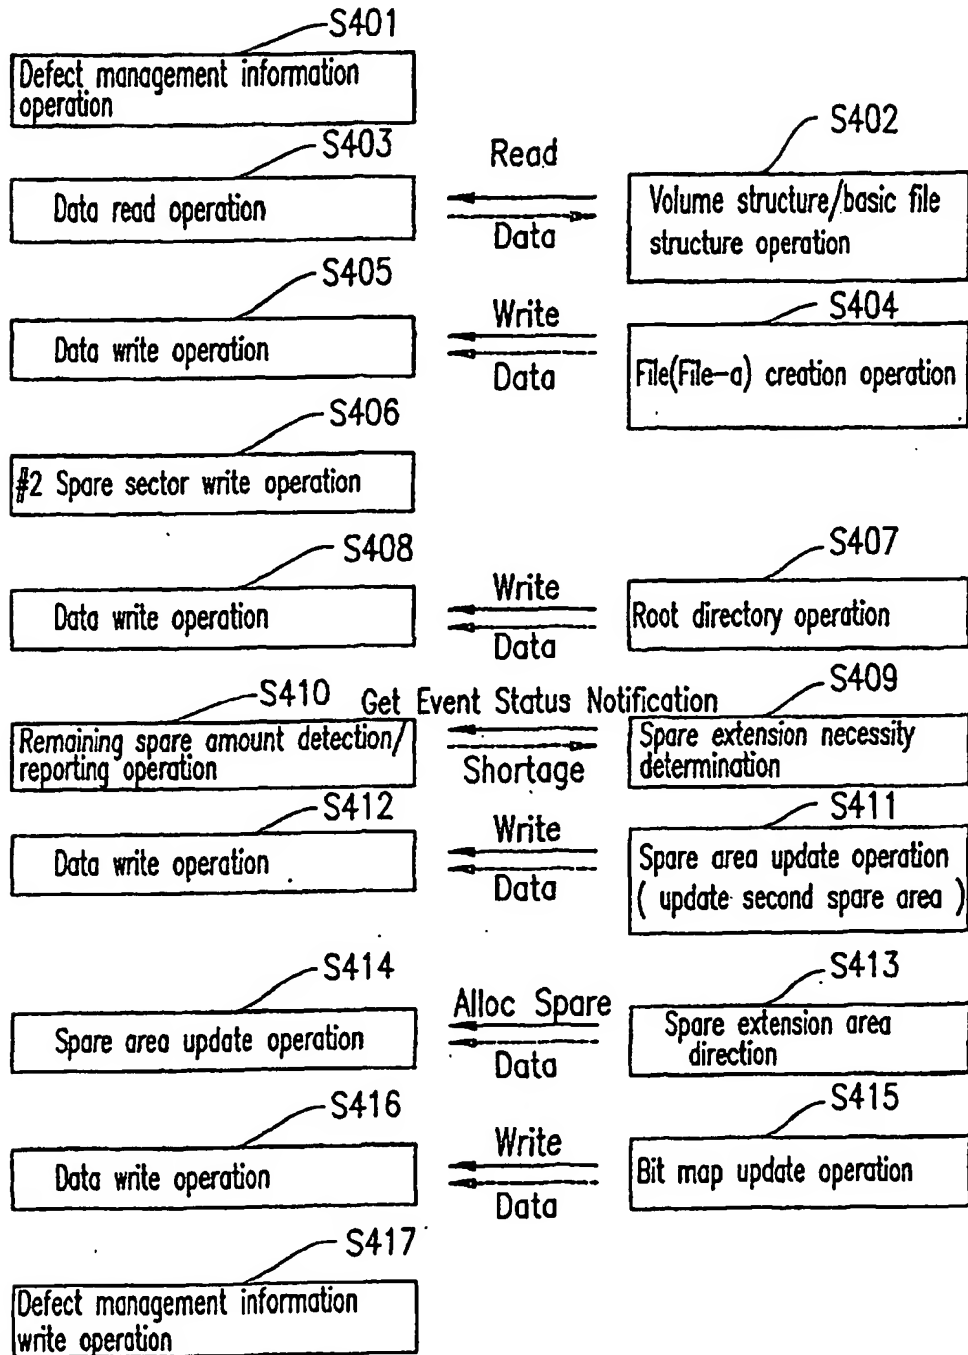 S401
Defect management information
operation
S403
Data read operation
Read
Data
S402
Volume structure/basic file
structure operation
S405
Data write operation
Write
Data
S404
File(File-a) creation operation
S406
#2 Spare sector write operation
S408
Data write operation
Write
Data
S407
Root directory operation
S410
Remaining spare amount detection/
reporting operation
Get Event Status Notification
Shortage
S409
Spare extension necessity
determination
S412
Data write operation
Write
Data
S411
Spare area update operation
( update second spare area )
S414
Spare area update operation
Alloc Spare
Data
S413
Spare extension area
direction
S416
Data write operation
Write
Data
S415
Bit map update operation
S417
Defect management information
write operation